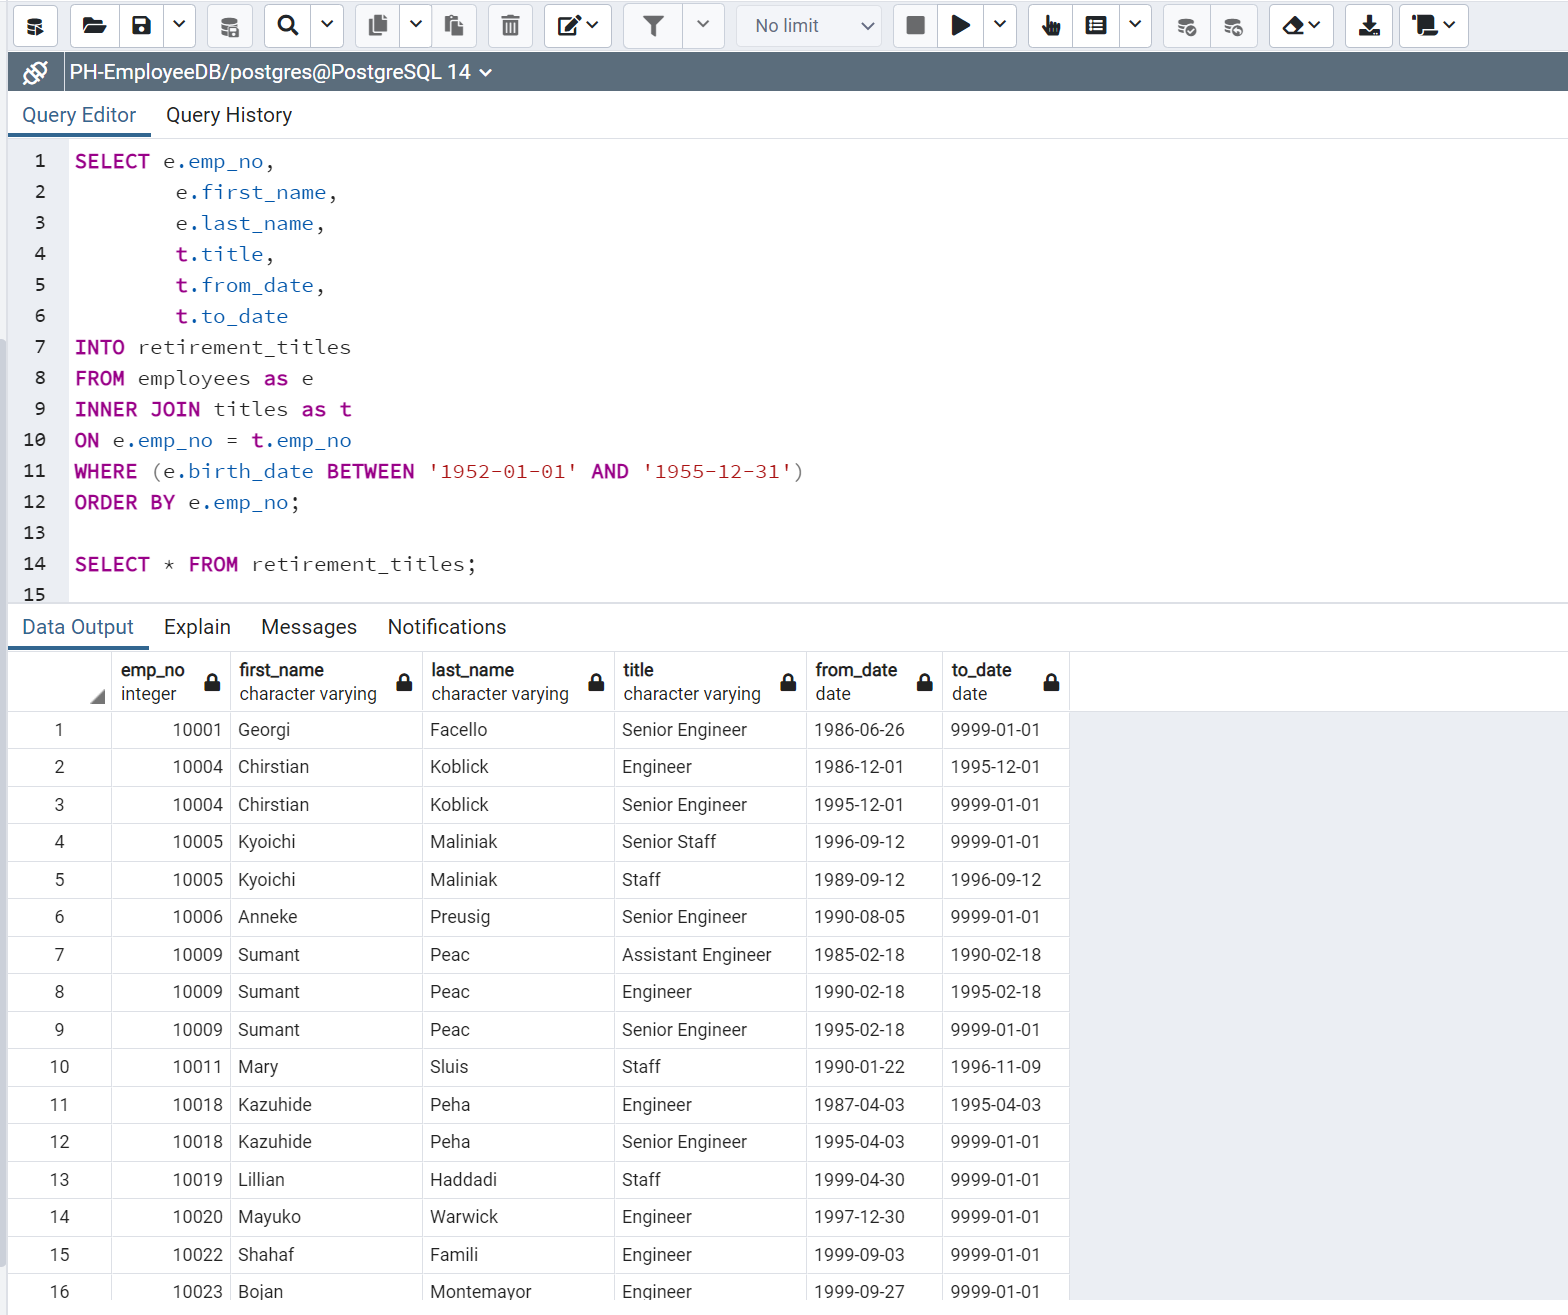 No limit
PH-EmployeeDB/postgres@PostgreSQL 14
Query Editor Query History
1 SELECT e.emp_no,
2 e.first_name,
3 e.last_name,
4 t.title,
5 t.from_date,
6 t.to_date
7 INTO retirement_titles
8 FROM employees as e
9 INNER JOIN titles as t
10 ON e.emp_no = t.emp_no
11 WHERE (e.birth_date BETWEEN '1952-01-01' AND '1955-12-31')
12 ORDER BY e.emp_no;
13
14 SELECT * FROM retirement_titles;
15
Data Output Explain Messages Notifications
emp_no first_name last_name title from_date to_date
integer character varying character varying character varying date date
1 10001 Georgi Facello Senior Engineer 1986-06-26 9999-01-01
2 10004 Chirstian Koblick Engineer 1986-12-01 1995-12-01
3 10004 Chirstian Koblick Senior Engineer 1995-12-01 9999-01-01
4 10005 Kyoichi Maliniak Senior Staff 1996-09-12 9999-01-01
5 10005 Kyoichi Maliniak Staff 1989-09-12 1996-09-12
6 10006 Anneke Preusig Senior Engineer 1990-08-05 9999-01-01
7 10009 Sumant Peac Assistant Engineer 1985-02-18 1990-02-18
8 10009 Sumant Peac Engineer 1990-02-18 1995-02-18
9 10009 Sumant Peac Senior Engineer 1995-02-18 9999-01-01
10 10011 Mary Sluis Staff 1990-01-22 1996-11-09
11 10018 Kazuhide Peha Engineer 1987-04-03 1995-04-03
12 10018 Kazuhide Peha Senior Engineer 1995-04-03 9999-01-01
13 10019 Lillian Haddadi Staff 1999-04-30 9999-01-01
14 10020 Mayuko Warwick Engineer 1997-12-30 9999-01-01
15 10022 Shahaf Famili Engineer 1999-09-03 9999-01-01
16 10023 Bojan Montemayor Engineer 1999-09-27 9999-01-01